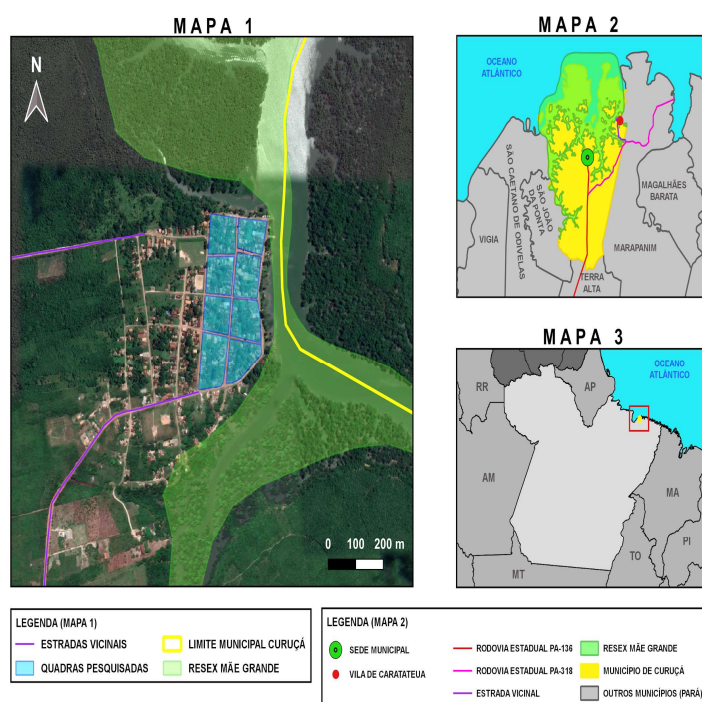 MAPA 1
N
0 100 200 m
MAPA 2
OCEANO
ATLÂNTICO
SÃO CAETANO DE ODIVELAS
SÃO JOÃO
DA PONTA
MAGALHÃES
BARATA
VIGIA
MARAPANIM
TERRA
ALTA
MAPA 3
OCEANO
ATLÂNTICO
RR
AP
AM
MA
PI
TO
MT
LEGENDA (MAPA 1)
ESTRADAS VICINAIS
LIMITE MUNICIPAL CURUÇÁ
QUADRAS PESQUISADAS
RESEX MÃE GRANDE
LEGENDA (MAPA 2)
SEDE MUNICIPAL
VILA DE CARATATEUA
RODOVIA ESTADUAL PA-136
RODOVIA ESTADUAL PA-318
ESTRADA VICINAL
RESEX MÃE GRANDE
MUNICÍPIO DE CURUÇÁ
OUTROS MUNICÍPIOS (PARÁ)